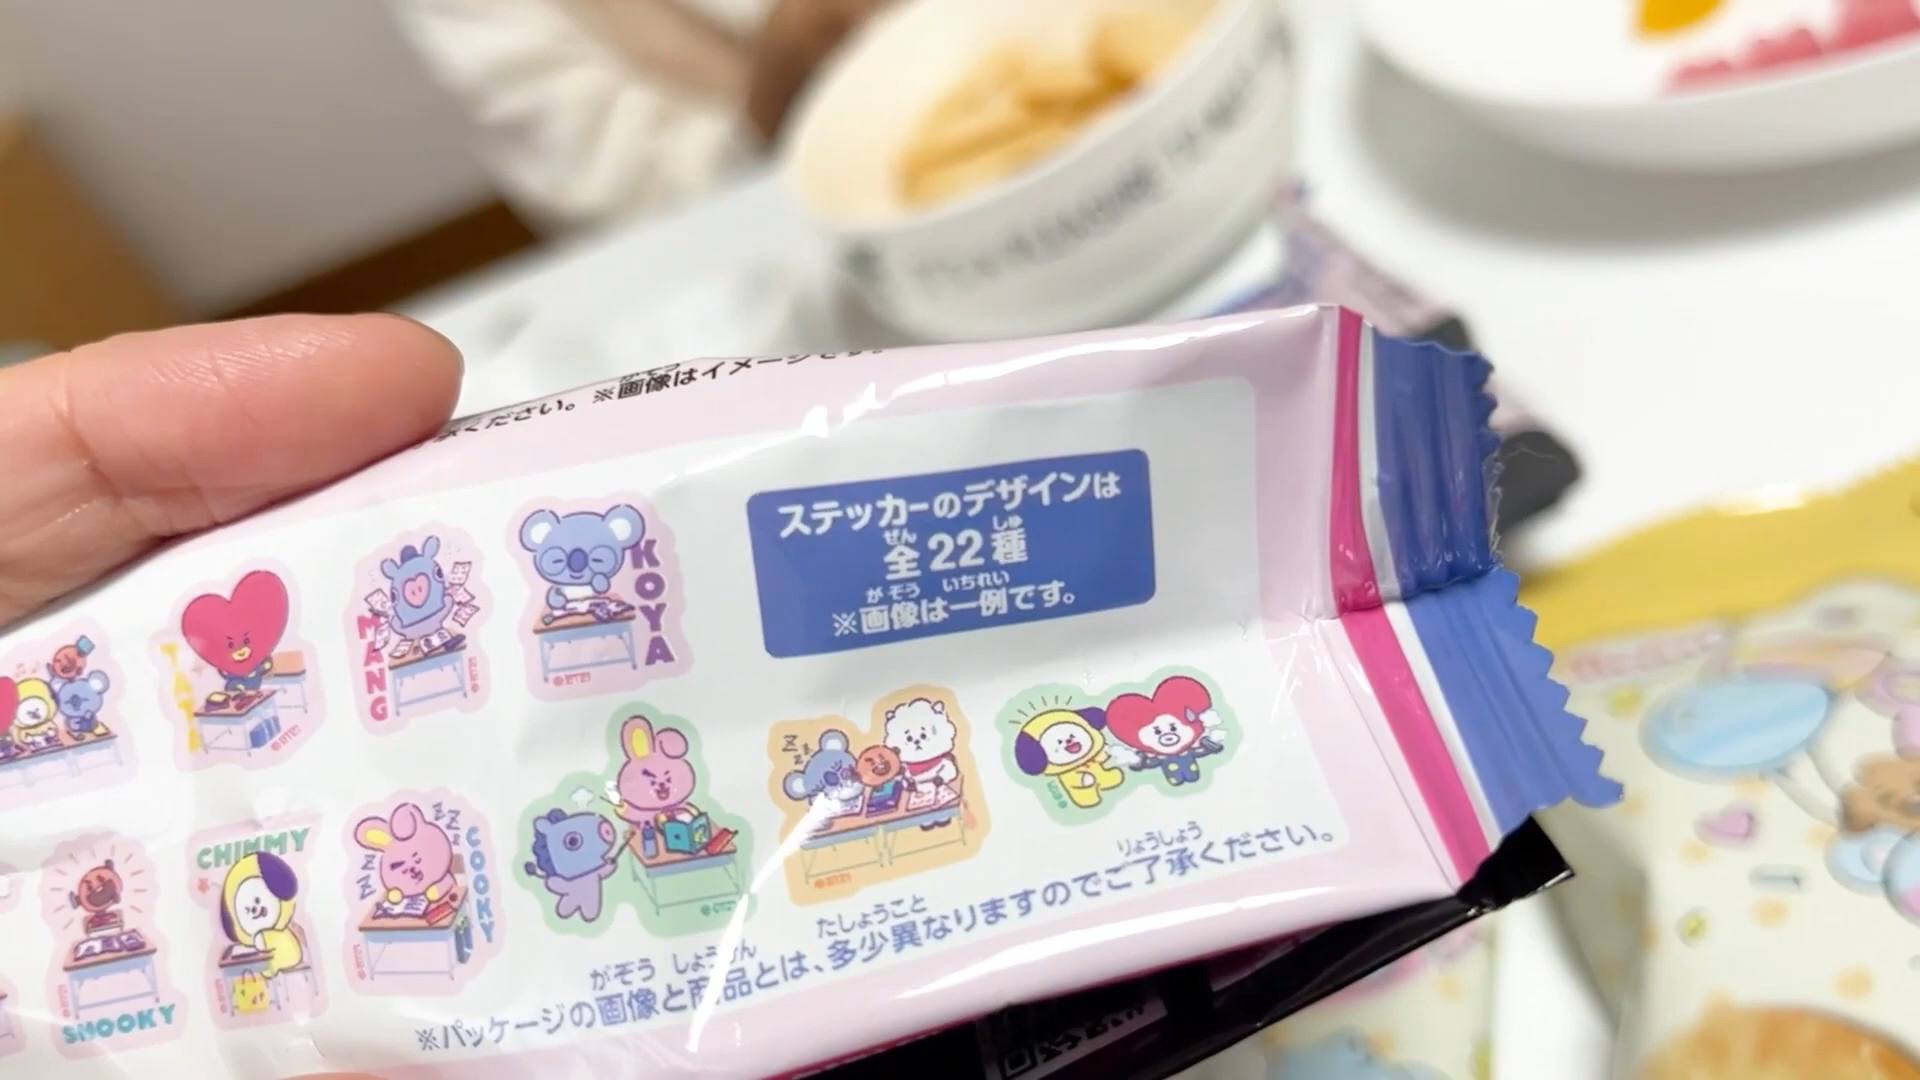 ください。※画像はイメージです。
ステッカーのデザインは
ぜん しゅ
全22種
がぞう いちれい
※画像は一例です。
KOYA
MANG
COOKY
CHIMMY
SHOOKY
りょうしょう
たしょうこと
がぞう しょうひん
※パッケージの画像と商品とは、多少異なりますのでご了承ください。